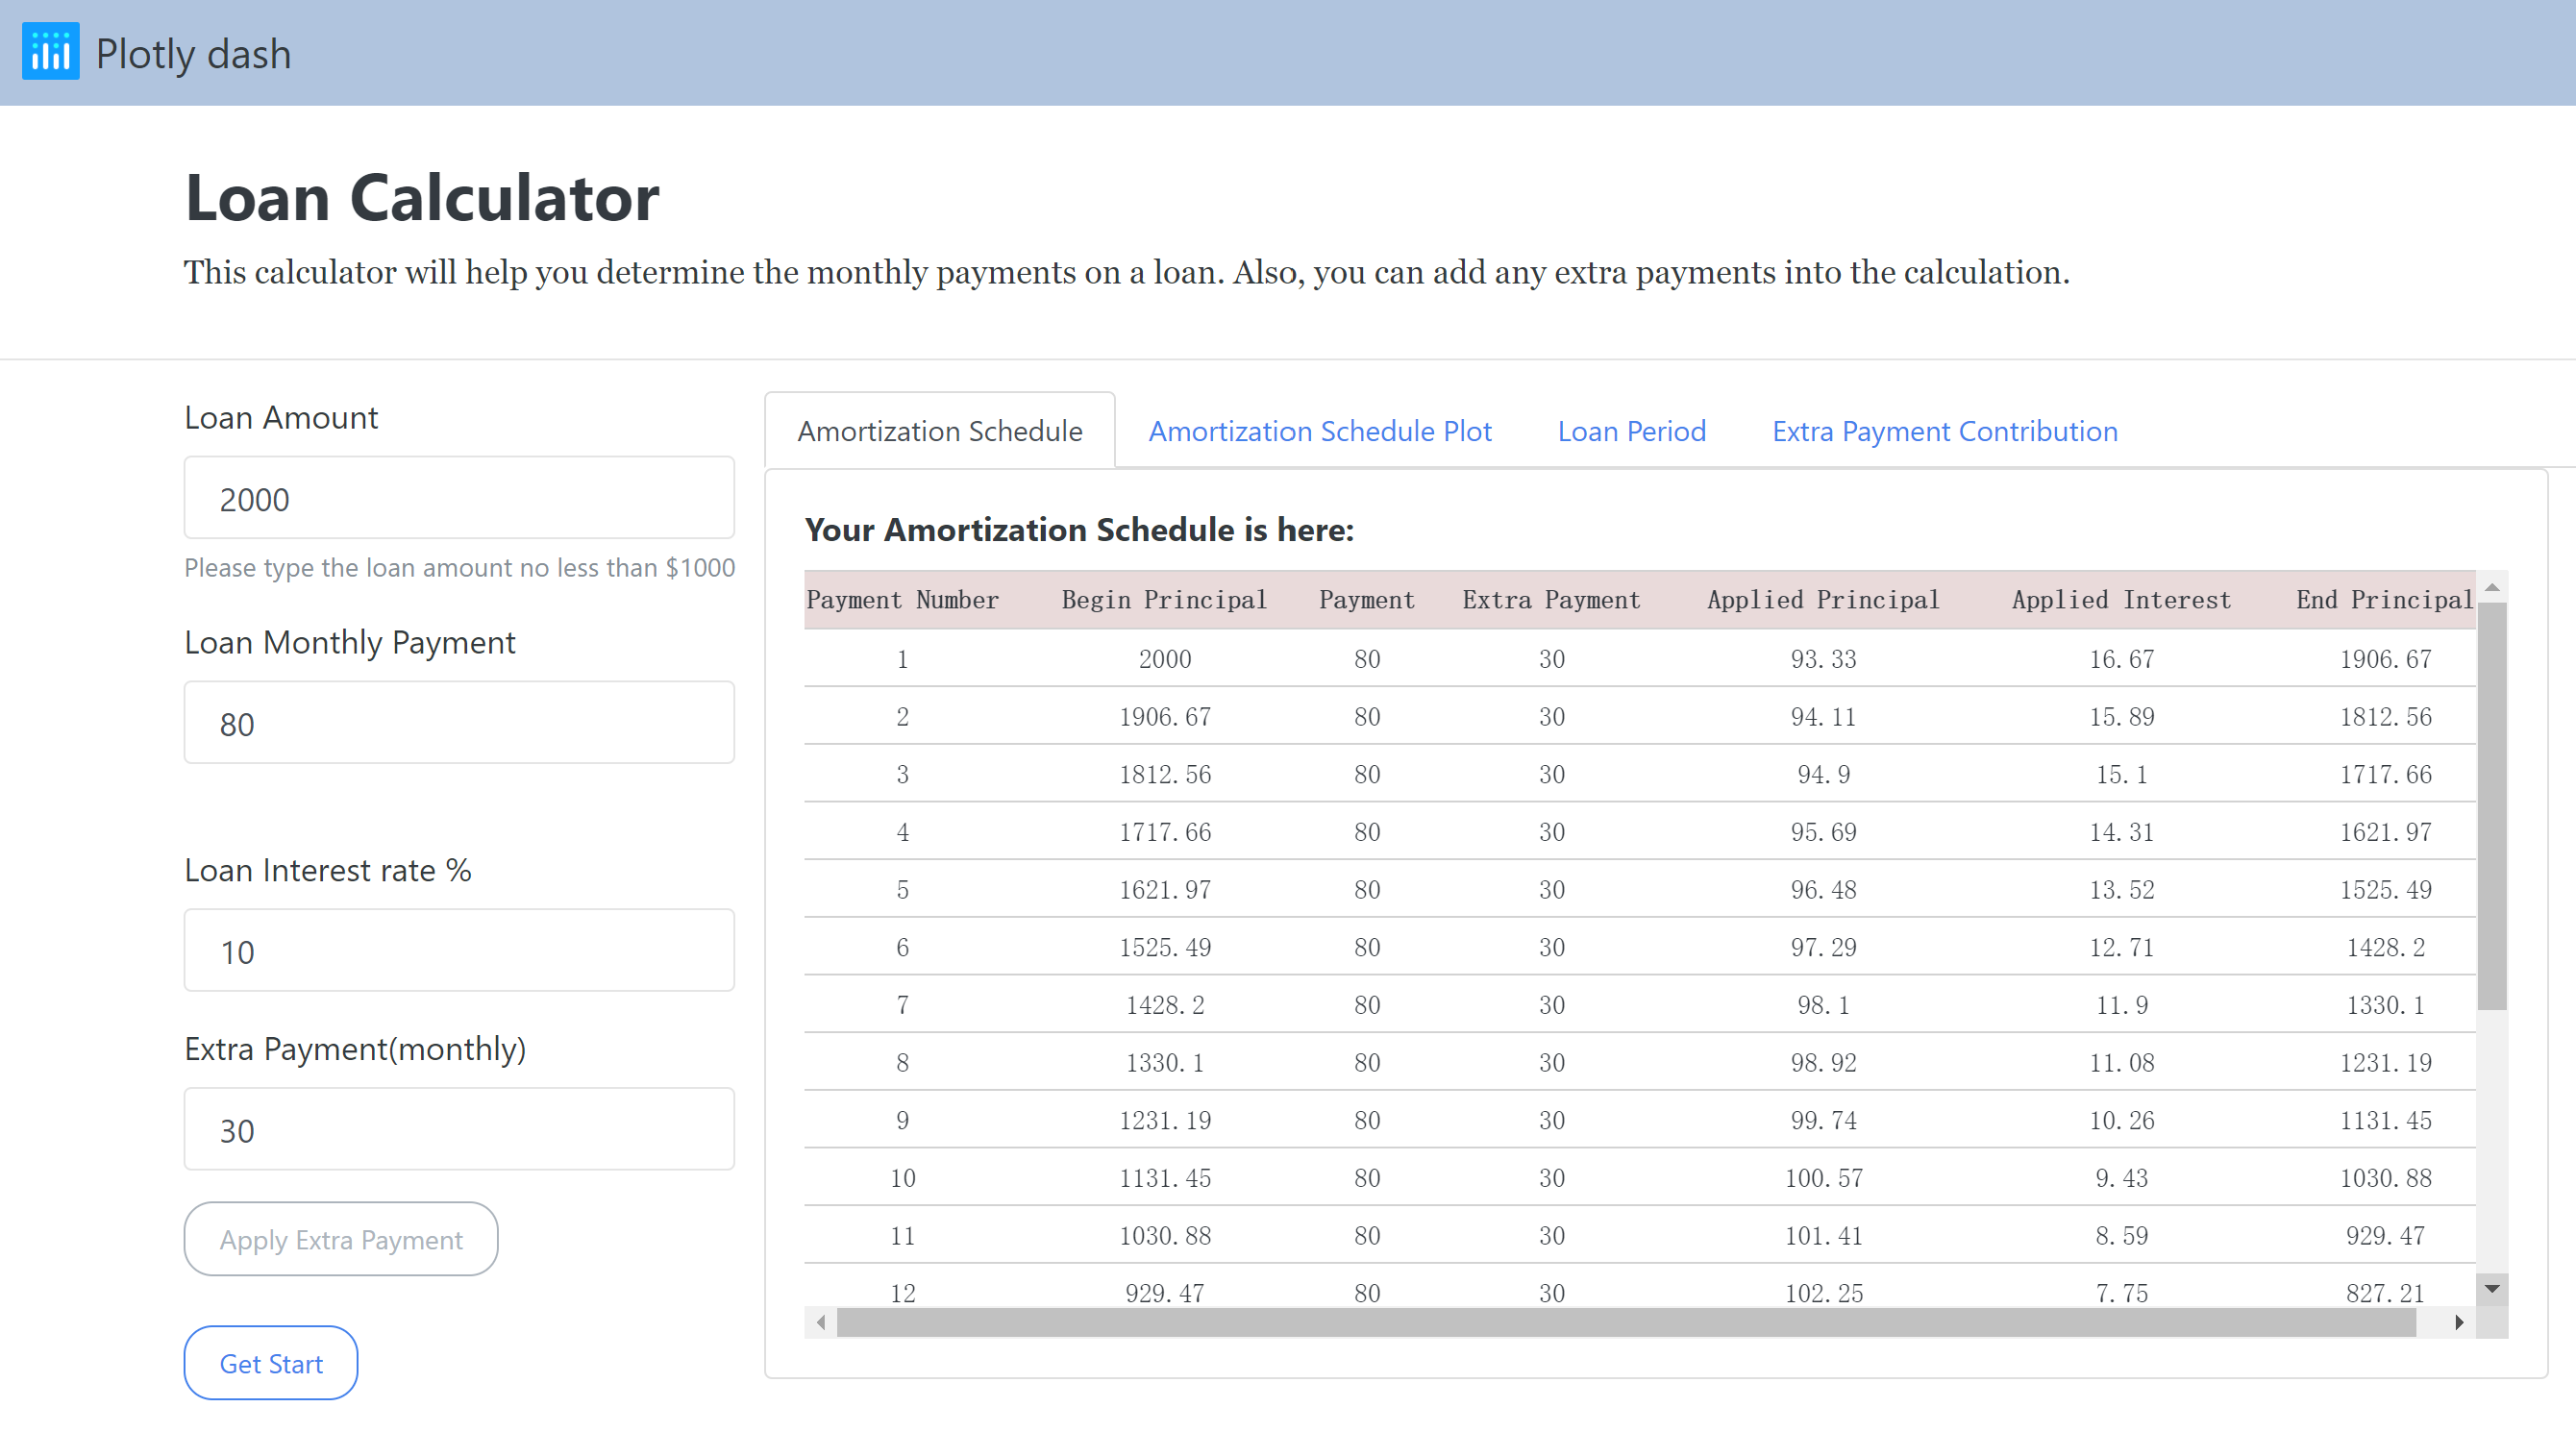 Plotly dash
Loan Calculator
This calculator will help you determine the monthly payments on a loan. Also, you can add any extra payments into the calculation.
Loan Amount
2000
Please type the loan amount no less than $1000
Loan Monthly Payment
80
Loan Interest rate %
10
Extra Payment(monthly)
30
Apply Extra Payment
Get Start
Amortization Schedule Amortization Schedule Plot Loan Period Extra Payment Contribution
Your Amortization Schedule is here:
Payment Number Begin Principal Payment Extra Payment Applied Principal Applied Interest End Principal
1 2000 80 30 93.33 16.67 1906.67
2 1906.67 80 30 94.11 15.89 1812.56
3 1812.56 80 30 94.9 15.1 1717.66
4 1717.66 80 30 95.69 14.31 1621.97
5 1621.97 80 30 96.48 13.52 1525.49
6 1525.49 80 30 97.29 12.71 1428.2
7 1428.2 80 30 98.1 11.9 1330.1
8 1330.1 80 30 98.92 11.08 1231.19
9 1231.19 80 30 99.74 10.26 1131.45
10 1131.45 80 30 100.57 9.43 1030.88
11 1030.88 80 30 101.41 8.59 929.47
12 929.47 80 30 102.25 7.75 827.21